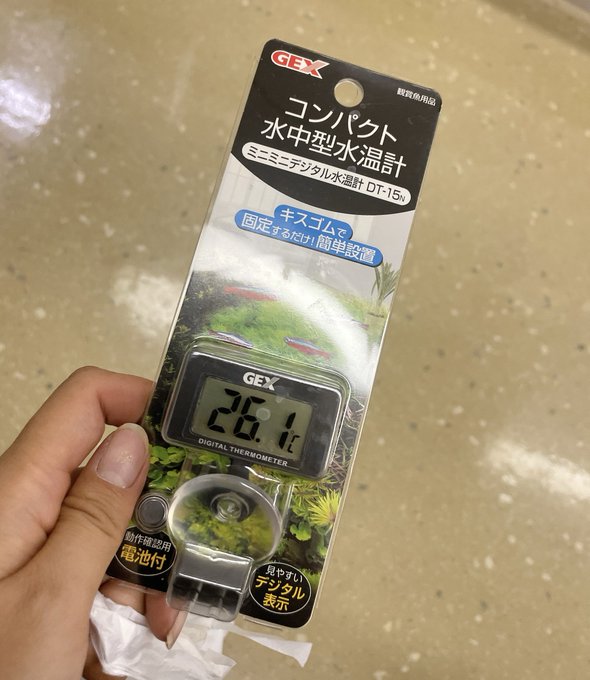 GEX
観賞魚用品
コンパクト
水中型水温計
ミニミニデジタル水温計 DT-15N
キスゴムで
固定するだけ!簡単設置
GEX
26.1℃
DIGITAL THERMOMETER
動作確認用
電池付
見やすい
デジタル
表示